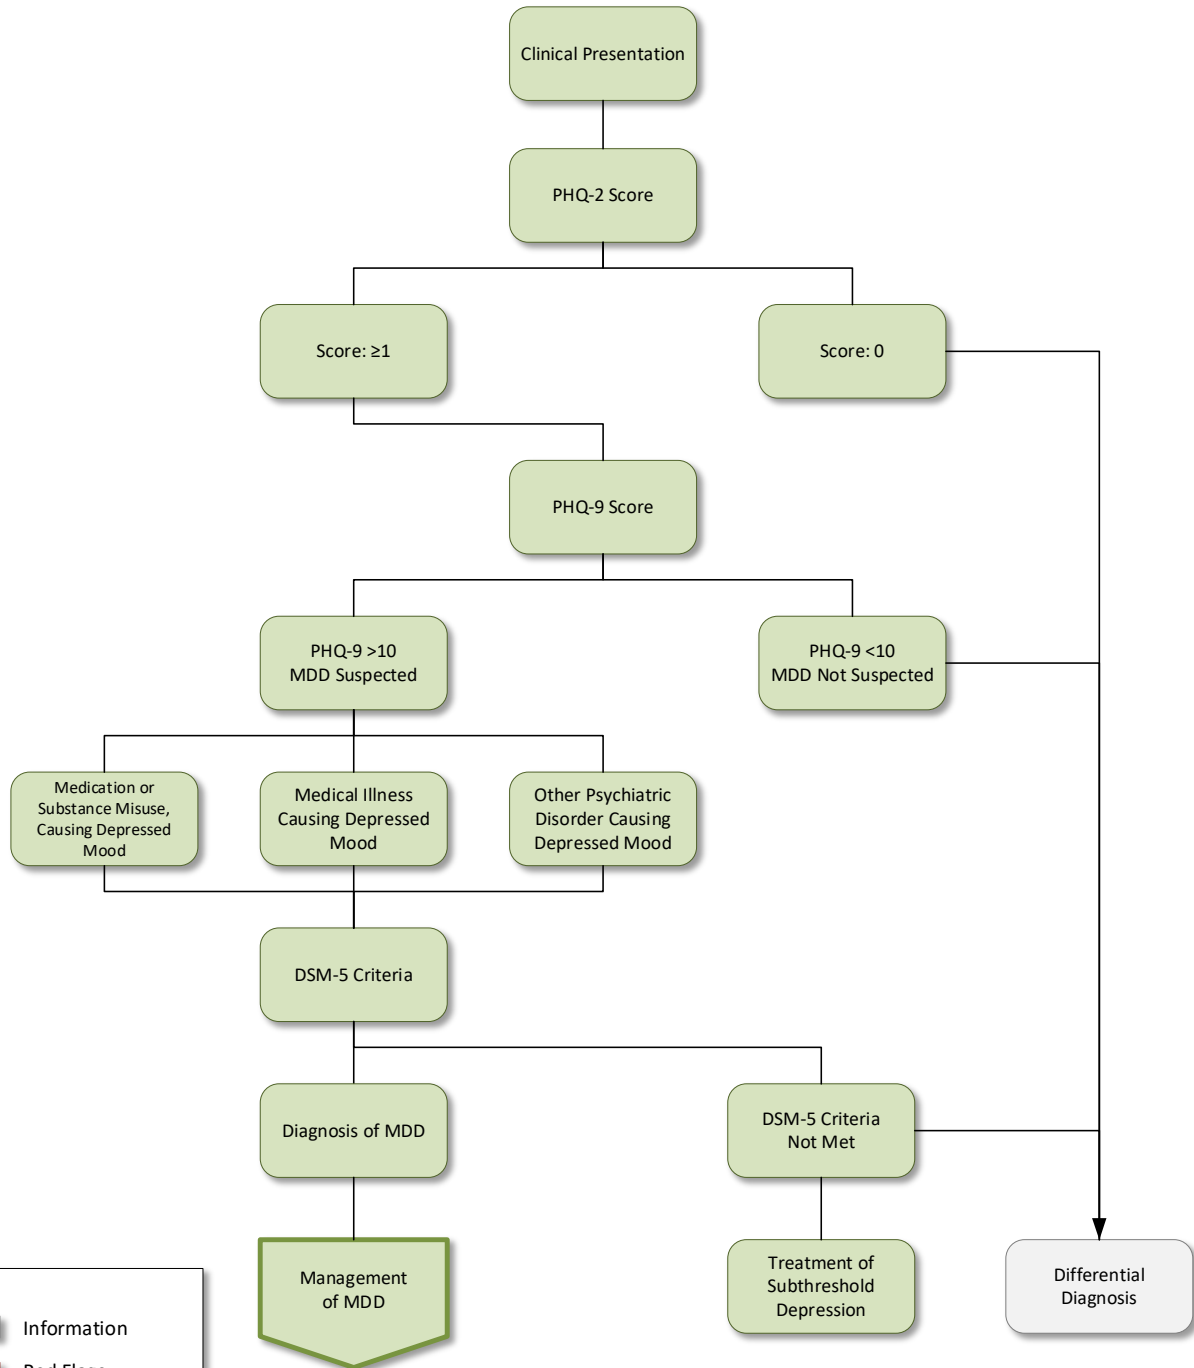 Clinical Presentation
PHQ-2 Score
Score: ≥1
Score: 0
PHQ-9 Score
PHQ-9 >10
MDD Suspected
PHQ-9 <10
MDD Not Suspected
Medication or
Substance Misuse,
Causing Depressed
Mood
Medical Illness
Causing Depressed
Mood
Other Psychiatric
Disorder Causing
Depressed Mood
DSM-5 Criteria
Diagnosis of MDD
DSM-5 Criteria
Not Met
Management
of MDD
Treatment of
Subthreshold
Depression
Differential
Diagnosis
Information